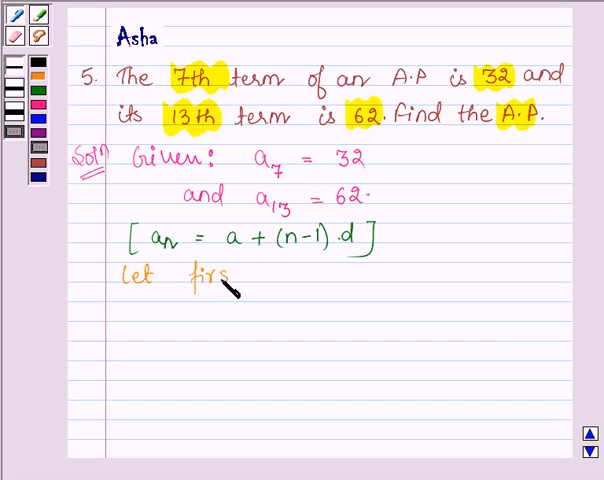 Asha
5. The 7th term of an A.P is 32 and
its 13th term is 62. Find the A.P.
Soln Given: a₇ = 32
and a₁₃ = 62.
[ aₙ = a + (n-1).d ]
Let firs